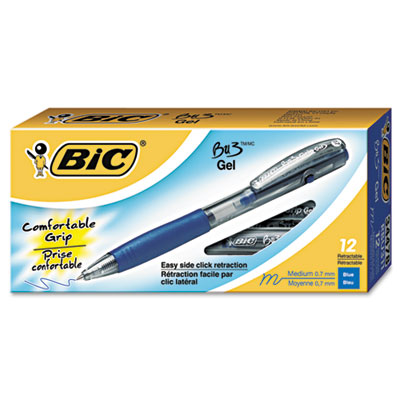 BIC
Bu3 TM/MC
Gel
Comfortable
Grip
Prise
confortable
Easy side click retraction
Rétraction facile par
clic latéral
12
Retractable
Rétractable
Medium 0.7 mm
Moyenne 0,7 mm
Blue
Bleu